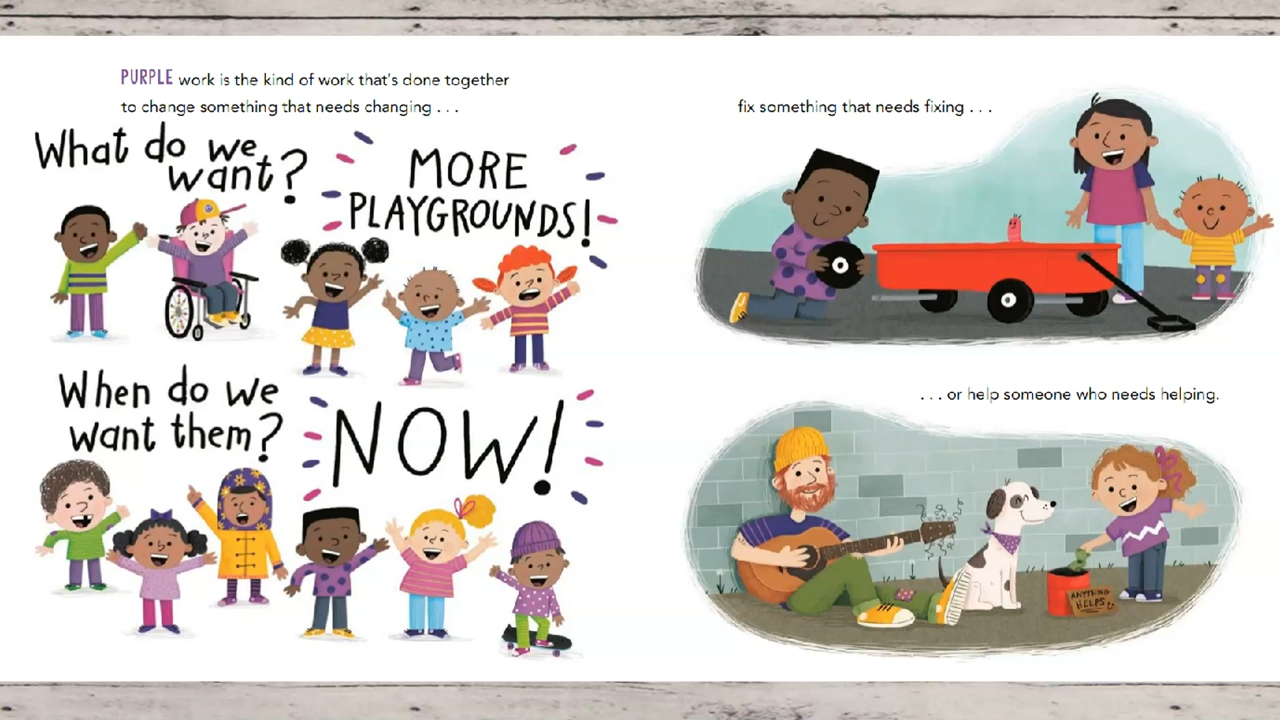 PURPLE work is the kind of work that's done together
to change something that needs changing . . .
What do we
want?
MORE
PLAYGROUNDS!
When do we
want them?
NOW!
fix something that needs fixing . . .
. . . or help someone who needs helping.
ANYTHING
HELPS